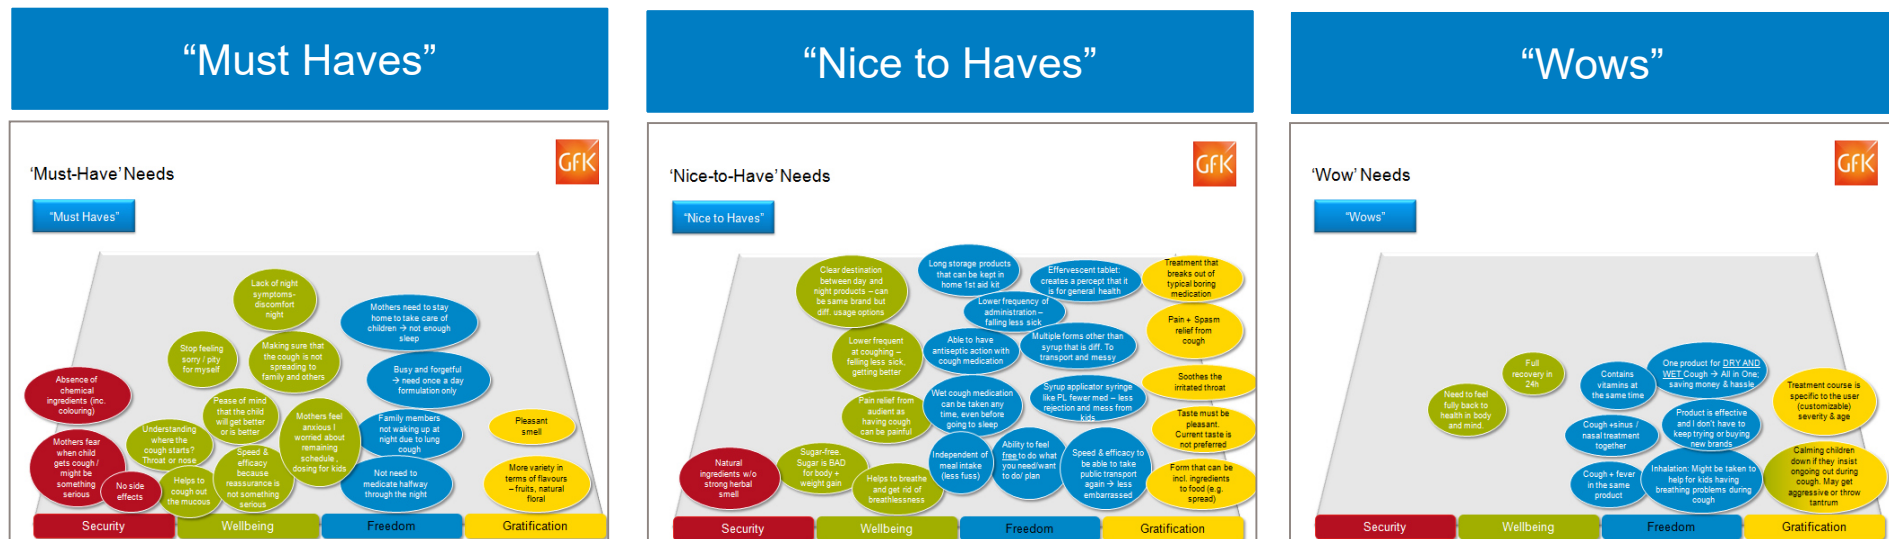 “Must Haves”
GfK
‘Must-Have’ Needs
“Must Haves”
Lack of night
symptoms-
discomfort
night
Mothers need to stay
home to take care of
children → not enough
sleep
Stop feeling
sorry / pity
for myself
Making sure that
the cough is not
spreading to
family and others
Busy and forgetful
→ need once a day
formulation only
Absence of
chemical
ingredients (inc.
colouring)
Pease of mind
that the child
will get better
or is better
Mothers feel
anxious I
worried about
remaining
schedule ,
dosing for kids
Family members
not waking up at
night due to lung
cough
Pleasant
smell
Understanding
where the
cough starts?
Throat or nose
Mothers fear
when child
gets cough /
might be
something
serious
Speed &
efficacy
because
reassurance is
not something
serious
Not need to
medicate halfway
through the night
More variety in
terms of flavours
– fruits, natural
floral
No side
effects
Helps to
cough out
the mucous
Security
Wellbeing
Freedom
Gratification
“Nice to Haves”
GfK
‘Nice-to-Have’ Needs
“Nice to Haves”
Clear destination
between day and
night products – can
be same brand but
diff. usage options
Long storage products
that can be kept in
home 1st aid kit
Effervescent tablet:
creates a percept that it
is for general health
Treatment that
breaks out of
typical boring
medication
Lower frequency of
administration –
falling less sick
Pain + Spasm
relief from
cough
Lower frequent
at coughing –
felling less sick,
getting better
Able to have
antiseptic action with
cough medication
Multiple forms other than
syrup that is diff. To
transport and messy
Soothes the
irritated throat
Pain relief from
audient as
having cough
can be painful
Wet cough medication
can be taken any
time, even before
going to sleep
Syrup applicator syringe
like PL fewer med – less
rejection and mess from
kids
Taste must be
pleasant.
Current taste is
not preferred
Natural
ingredients w/o
strong herbal
smell
Sugar-free.
Sugar is BAD
for body +
weight gain
Helps to breathe
and get rid of
breathlessness
Independent of
meal intake
(less fuss)
Ability to feel
free to do what
you need/want
to do/ plan
Speed & efficacy to
be able to take
public transport
again → less
embarrassed
Form that can be
incl. ingredients
to food (e.g.
spread)
Security
Wellbeing
Freedom
Gratification
“Wows”
GfK
‘Wow’ Needs
“Wows”
Full
recovery in
24h
Need to feel
fully back to
health in body
and mind.
Contains
vitamins at
the same time
One product for DRY AND
WET Cough → All in One;
saving money & hassle
Treatment course is
specific to the user
(customizable)
severity & age
Cough +sinus /
nasal treatment
together
Product is effective
and I don’t have to
keep trying or buying
new brands
Cough + fever
in the same
product
Inhalation: Might be taken to
help for kids having
breathing problems during
cough
Calming children
down if they insist
ongoing out during
cough. May get
aggressive or throw
tantrum
Security
Wellbeing
Freedom
Gratification